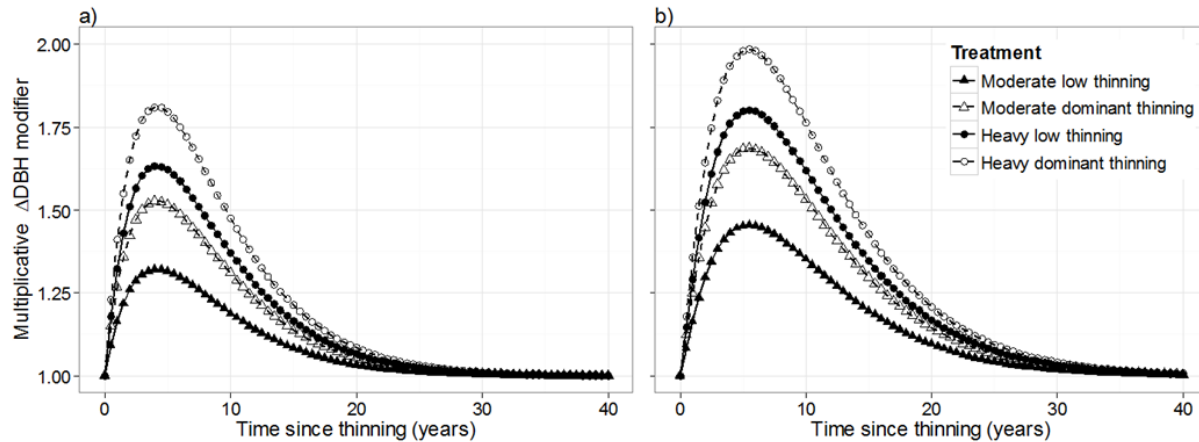 a)
b)
Multiplicative ΔDBH modifier
2.00
1.75
1.50
1.25
1.00
0
10
20
30
40
Time since thinning (years)
0
10
20
30
40
Time since thinning (years)
Treatment
Moderate low thinning
Moderate dominant thinning
Heavy low thinning
Heavy dominant thinning